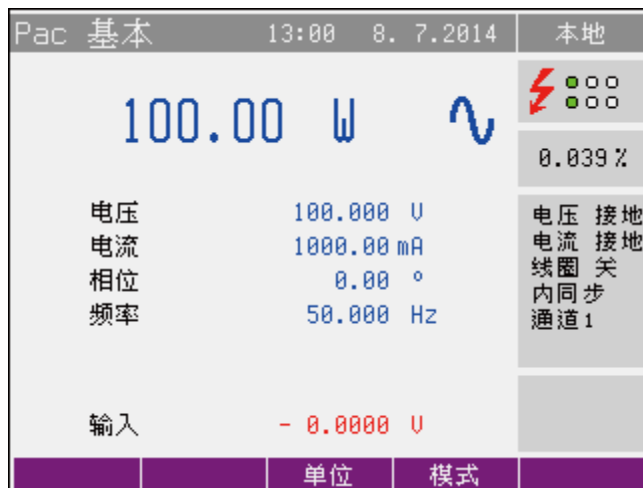 Pac 基本 13:00 8. 7.2014 本地
100.00 W
0.039 %
电压 100.000 V
电流 1000.00 mA
相位 0.00 °
频率 50.000 Hz
输入 - 0.0000 V
电压 接地
电流 接地
线圈 关
内同步
通道1
单位 模式